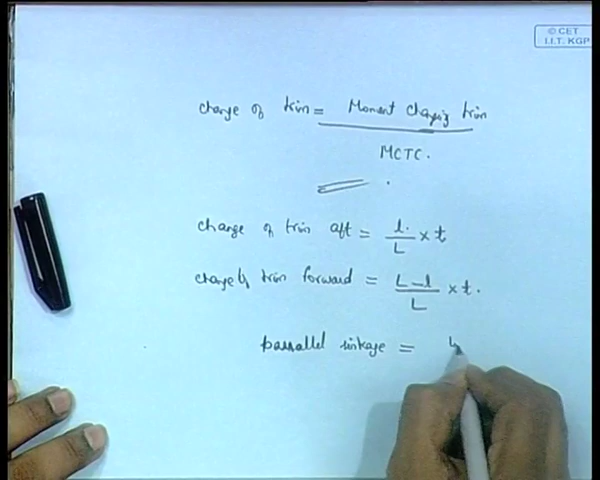 © CET
I.I.T. KGP
change of trim = Moment changing trim
MCTC.
change of trim aft = l / L × t
change of trim forward = L - l / L × t.
parallel sinkage =